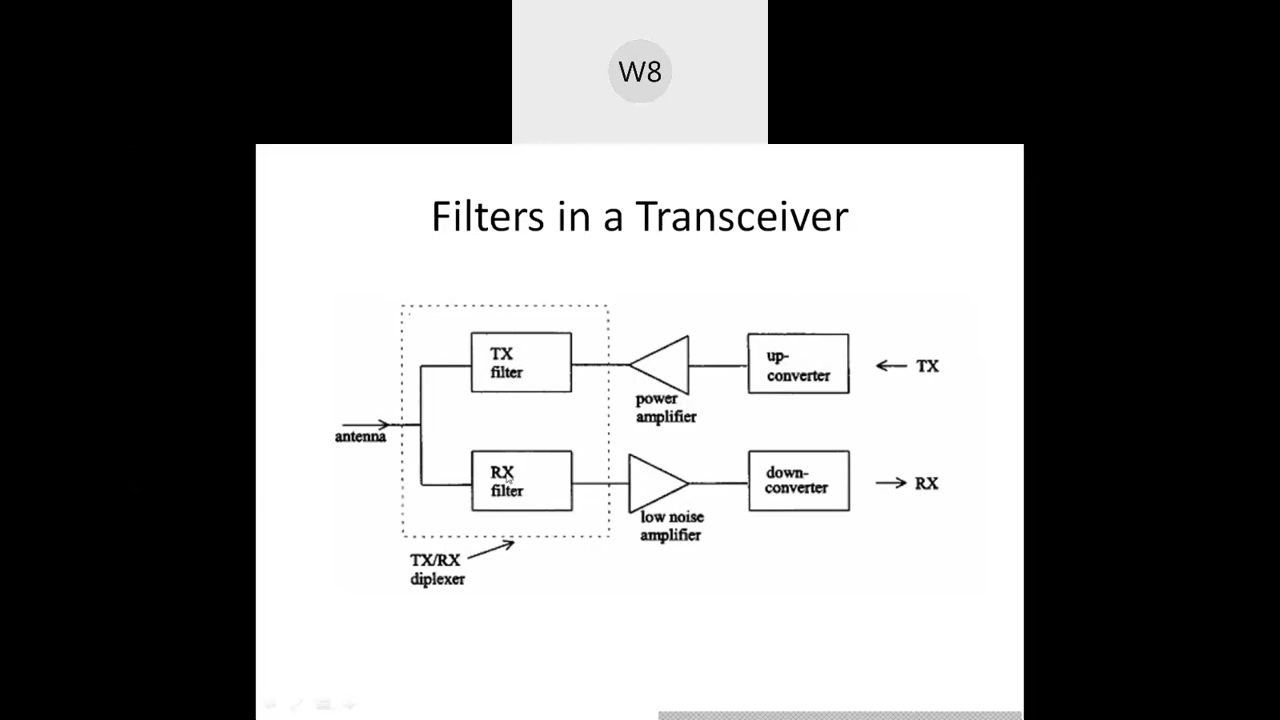 W8
Filters in a Transceiver
TX
filter
up-
converter
TX
power
amplifier
antenna
RX
filter
down-
converter
RX
low noise
amplifier
TX/RX
diplexer